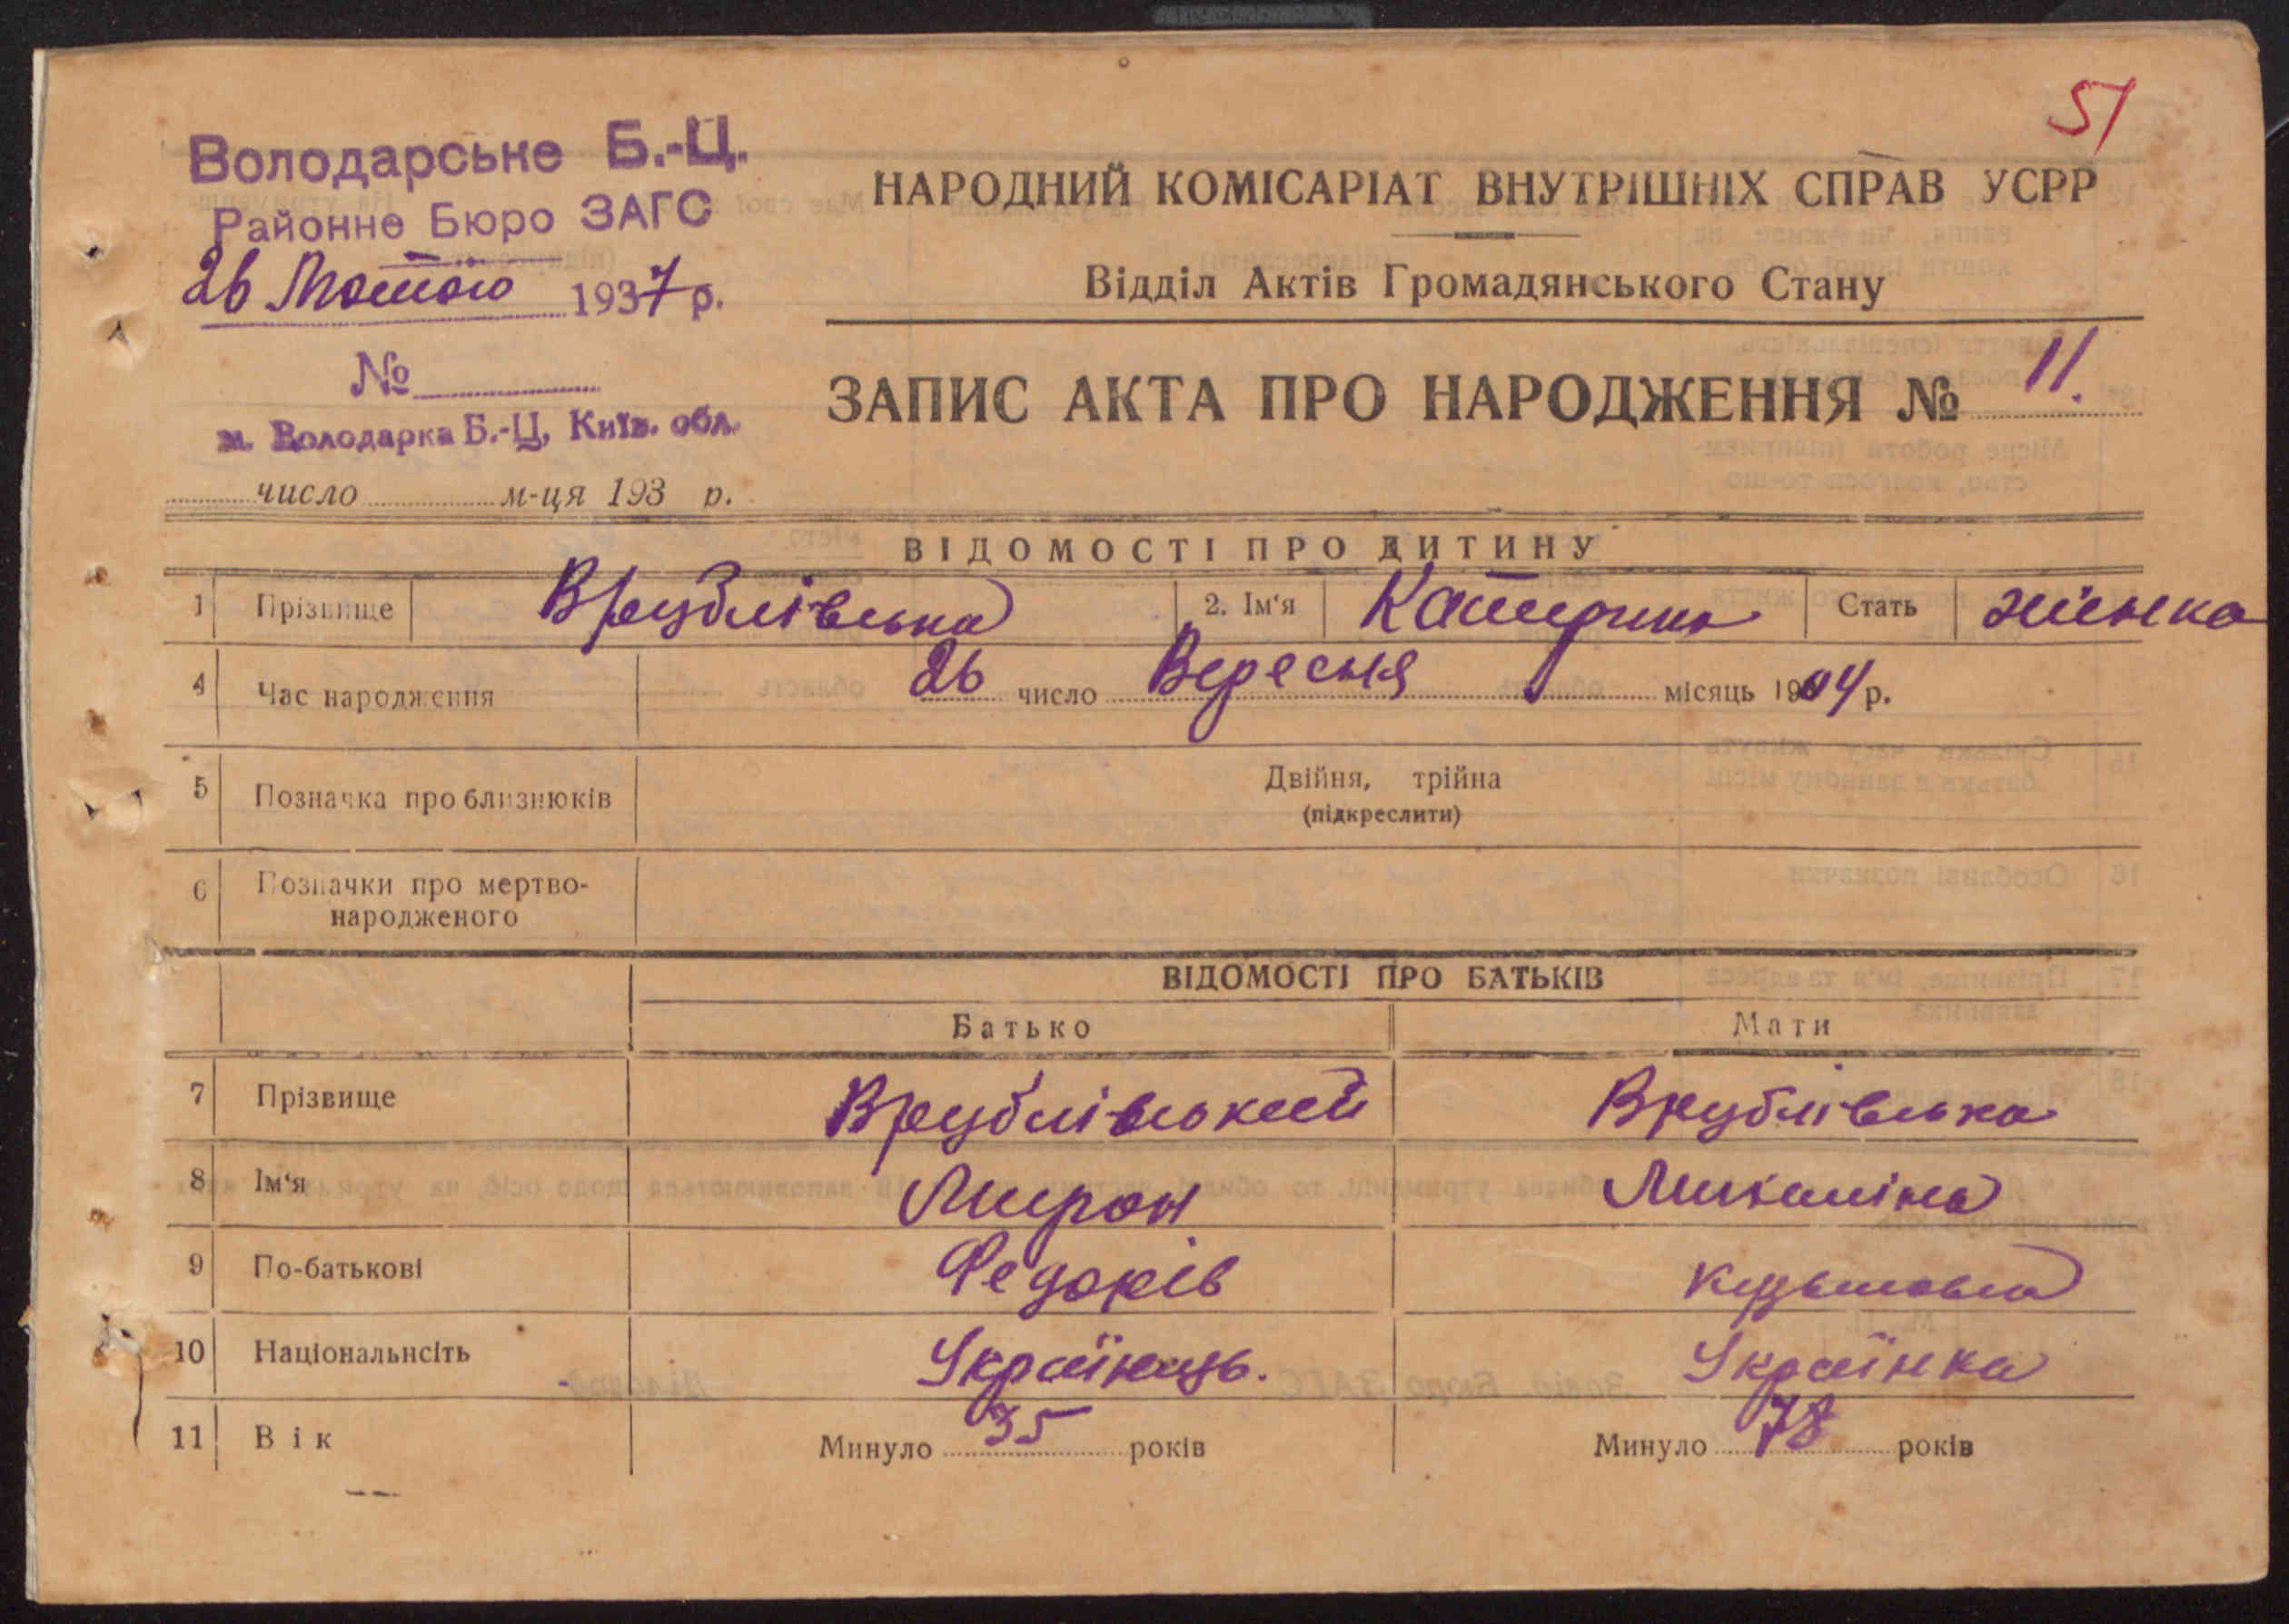 51
Володарське Б.-Ц.
Районне Бюро ЗАГС
26 Лютого 1937 р.
№
м. Володарка Б.-Ц, Київ. обл.
число м-ця 193 р.
НАРОДНИЙ КОМІСАРІАТ ВНУТРІШНІХ СПРАВ УСРР
Відділ Актів Громадянського Стану
ЗАПИС АКТА ПРО НАРОДЖЕННЯ № 11.
ВІДОМОСТІ ПРО ДИТИНУ
1 Прізвище Врублівська 2. Ім'я Катерина Стать жінка
4 Час народження 26 число Вересня місяць 1904 р.
5 Позначка про близнюків Двійня, трійна
(підкреслити)
6 Позначки про мертво-
народженого
ВІДОМОСТІ ПРО БАТЬКІВ
Батько Мати
7 Прізвище Врублівський Врублівська
8 Ім'я Мирон Микалина
9 По-батькові Федорів Кузьмовна
10 Національнсіть Українець. Українка
11 Вік Минуло 35 років Минуло 78 років